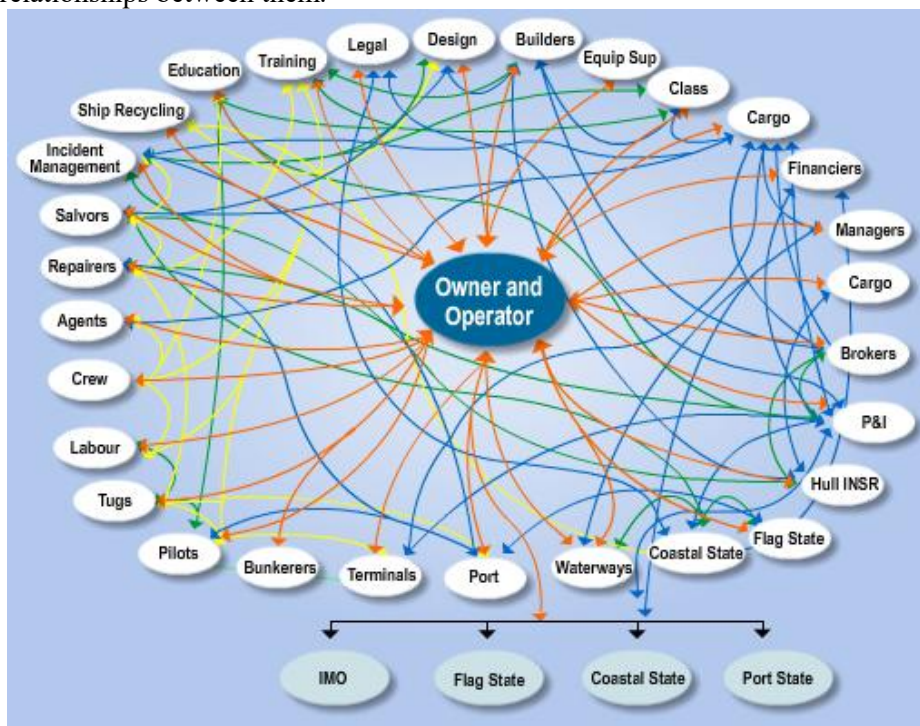 relationships between them.
Legal
Design
Builders
Training
Equip Sup
Education
Class
Ship Recycling
Cargo
Incident
Management
Financiers
Salvors
Managers
Repairers
Cargo
Owner and
Operator
Agents
Brokers
Crew
P&I
Labour
Hull INSR
Tugs
Flag State
Pilots
Bunkerers
Terminals
Port
Waterways
Coastal State
IMO
Flag State
Coastal State
Port State